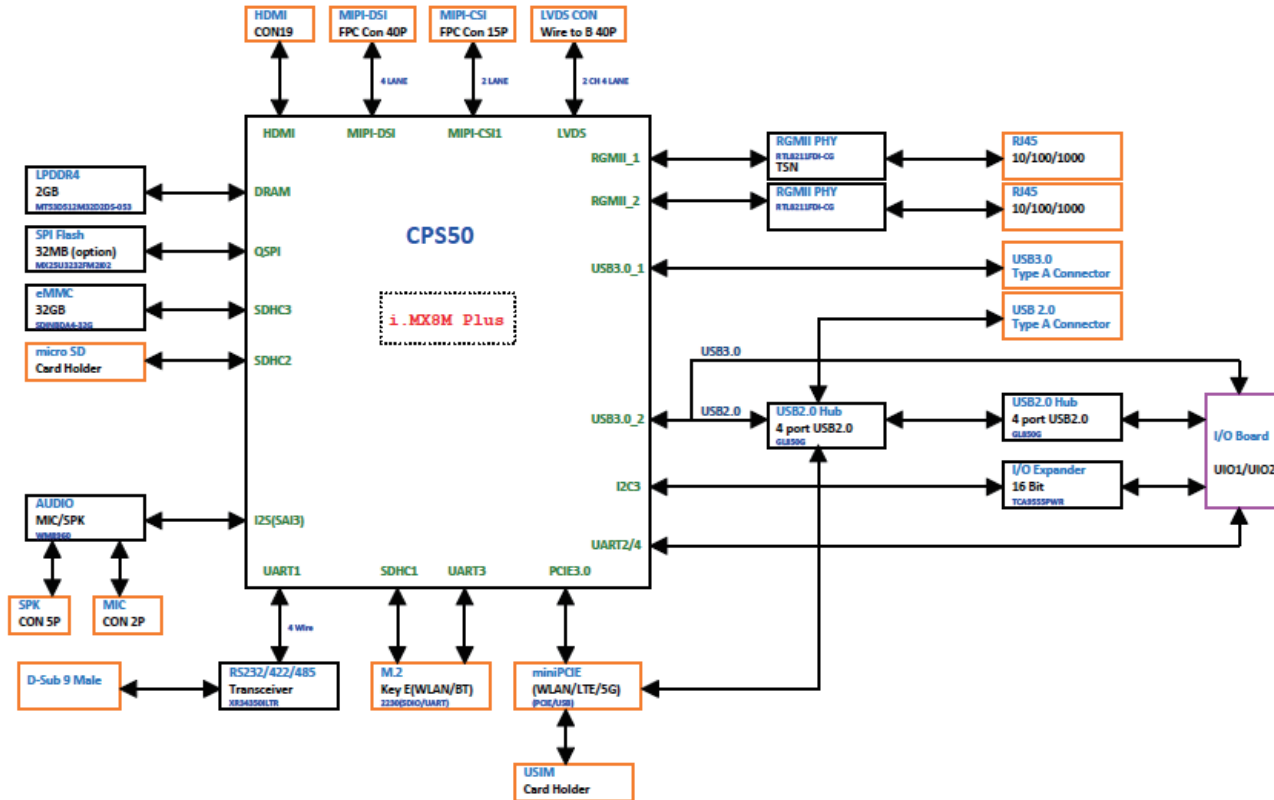 HDMI
CON19
MIPI-DSI
FPC Con 40P
MIPI-CSI
FPC Con 15P
LVDS CON
Wire to B 40P
4 LANE
2 LANE
2 CH 4 LANE
HDMI
MIPI-DSI
MIPI-CSI1
LVDS
RGMII_1
RGMII PHY
RTL8211FDI-CG
TSN
RJ45
10/100/1000
LPDDR4
2GB
MT53D512M32D2DS-053
DRAM
RGMII_2
RGMII PHY
RTL8211FDI-CG
RJ45
10/100/1000
SPI Flash
32MB (option)
MX25U3232FM2I02
QSPI
CPS50
USB3.0_1
USB3.0
Type A Connector
eMMC
32GB
SDINBDA4-32G
SDHC3
i.MX8M Plus
USB 2.0
Type A Connector
micro SD
Card Holder
SDHC2
USB3.0
USB3.0_2
USB2.0
USB2.0 Hub
4 port USB2.0
GL850G
USB2.0 Hub
4 port USB2.0
GL850G
I/O Board
UIO1/UIO2
I2C3
I/O Expander
16 Bit
TCA9555PWR
AUDIO
MIC/SPK
WM8960
I2S(SAI3)
UART2/4
UART1
SDHC1
UART3
PCIE3.0
SPK
CON 5P
MIC
CON 2P
4 Wire
D-Sub 9 Male
RS232/422/485
Transceiver
XR34350ILTR
M.2
Key E(WLAN/BT)
2230(SDIO/UART)
miniPCIE
(WLAN/LTE/5G)
(PCIE/USB)
USIM
Card Holder